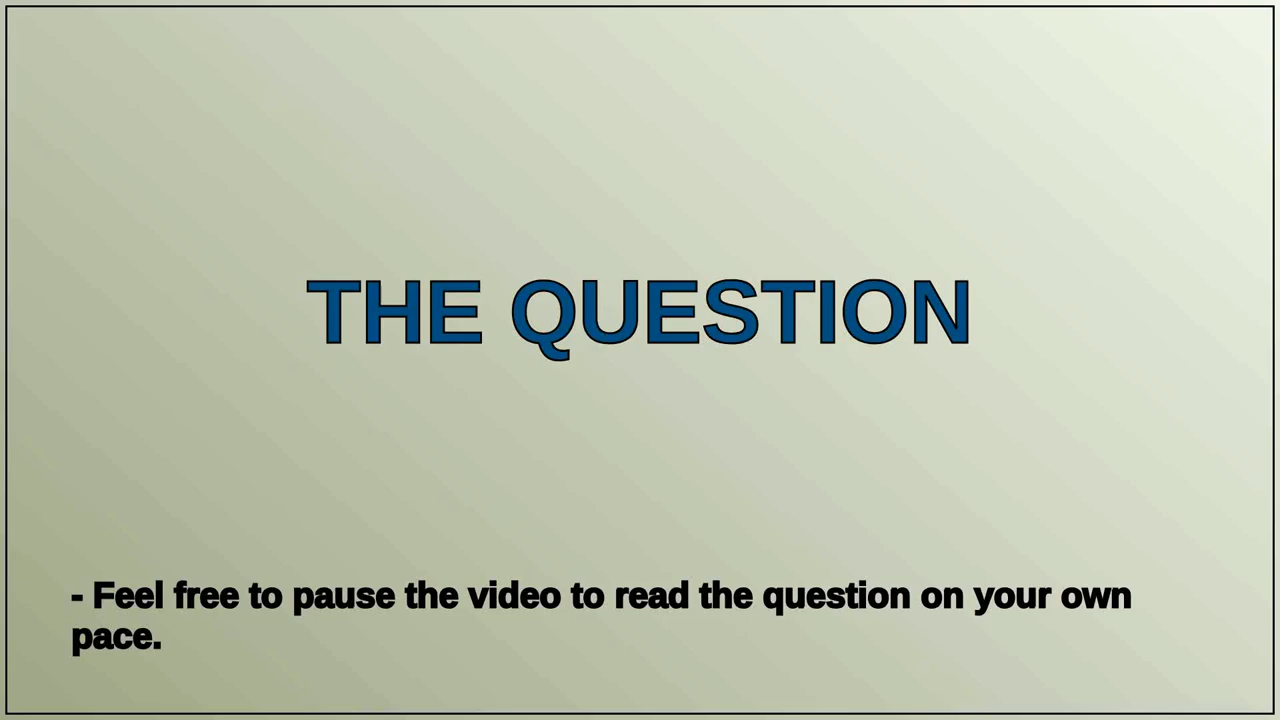 THE QUESTION
- Feel free to pause the video to read the question on your own
pace.